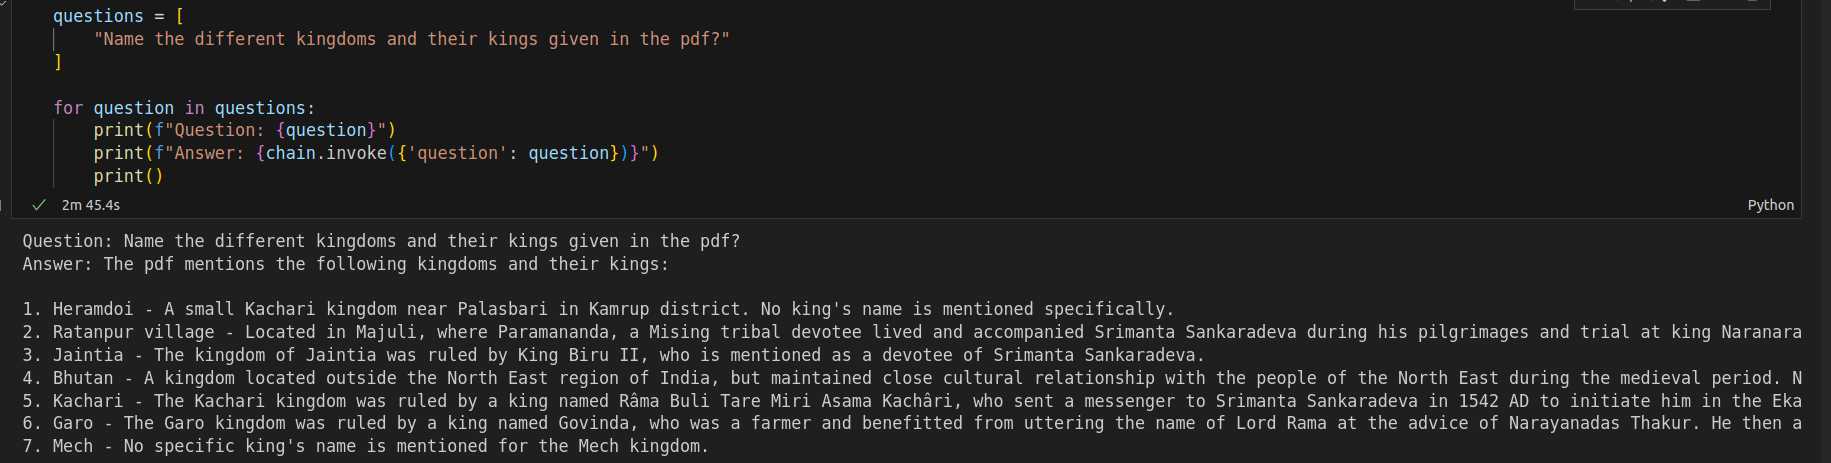 questions = [
    "Name the different kingdoms and their kings given in the pdf?"
]
for question in questions:
    print(f"Question: {question}")
    print(f"Answer: {chain.invoke({'question': question})}")
    print()
2m 45.4s
Python
Question: Name the different kingdoms and their kings given in the pdf?
Answer: The pdf mentions the following kingdoms and their kings:
1. Heramdoi - A small Kachari kingdom near Palasbari in Kamrup district. No king's name is mentioned specifically.
2. Ratanpur village - Located in Majuli, where Paramananda, a Mising tribal devotee lived and accompanied Srimanta Sankaradeva during his pilgrimages and trial at king Naranara
3. Jaintia - The kingdom of Jaintia was ruled by King Biru II, who is mentioned as a devotee of Srimanta Sankaradeva.
4. Bhutan - A kingdom located outside the North East region of India, but maintained close cultural relationship with the people of the North East during the medieval period. N
5. Kachari - The Kachari kingdom was ruled by a king named Râma Buli Tare Miri Asama Kachâri, who sent a messenger to Srimanta Sankaradeva in 1542 AD to initiate him in the Eka
6. Garo - The Garo kingdom was ruled by a king named Govinda, who was a farmer and benefitted from uttering the name of Lord Rama at the advice of Narayanadas Thakur. He then a
7. Mech - No specific king's name is mentioned for the Mech kingdom.